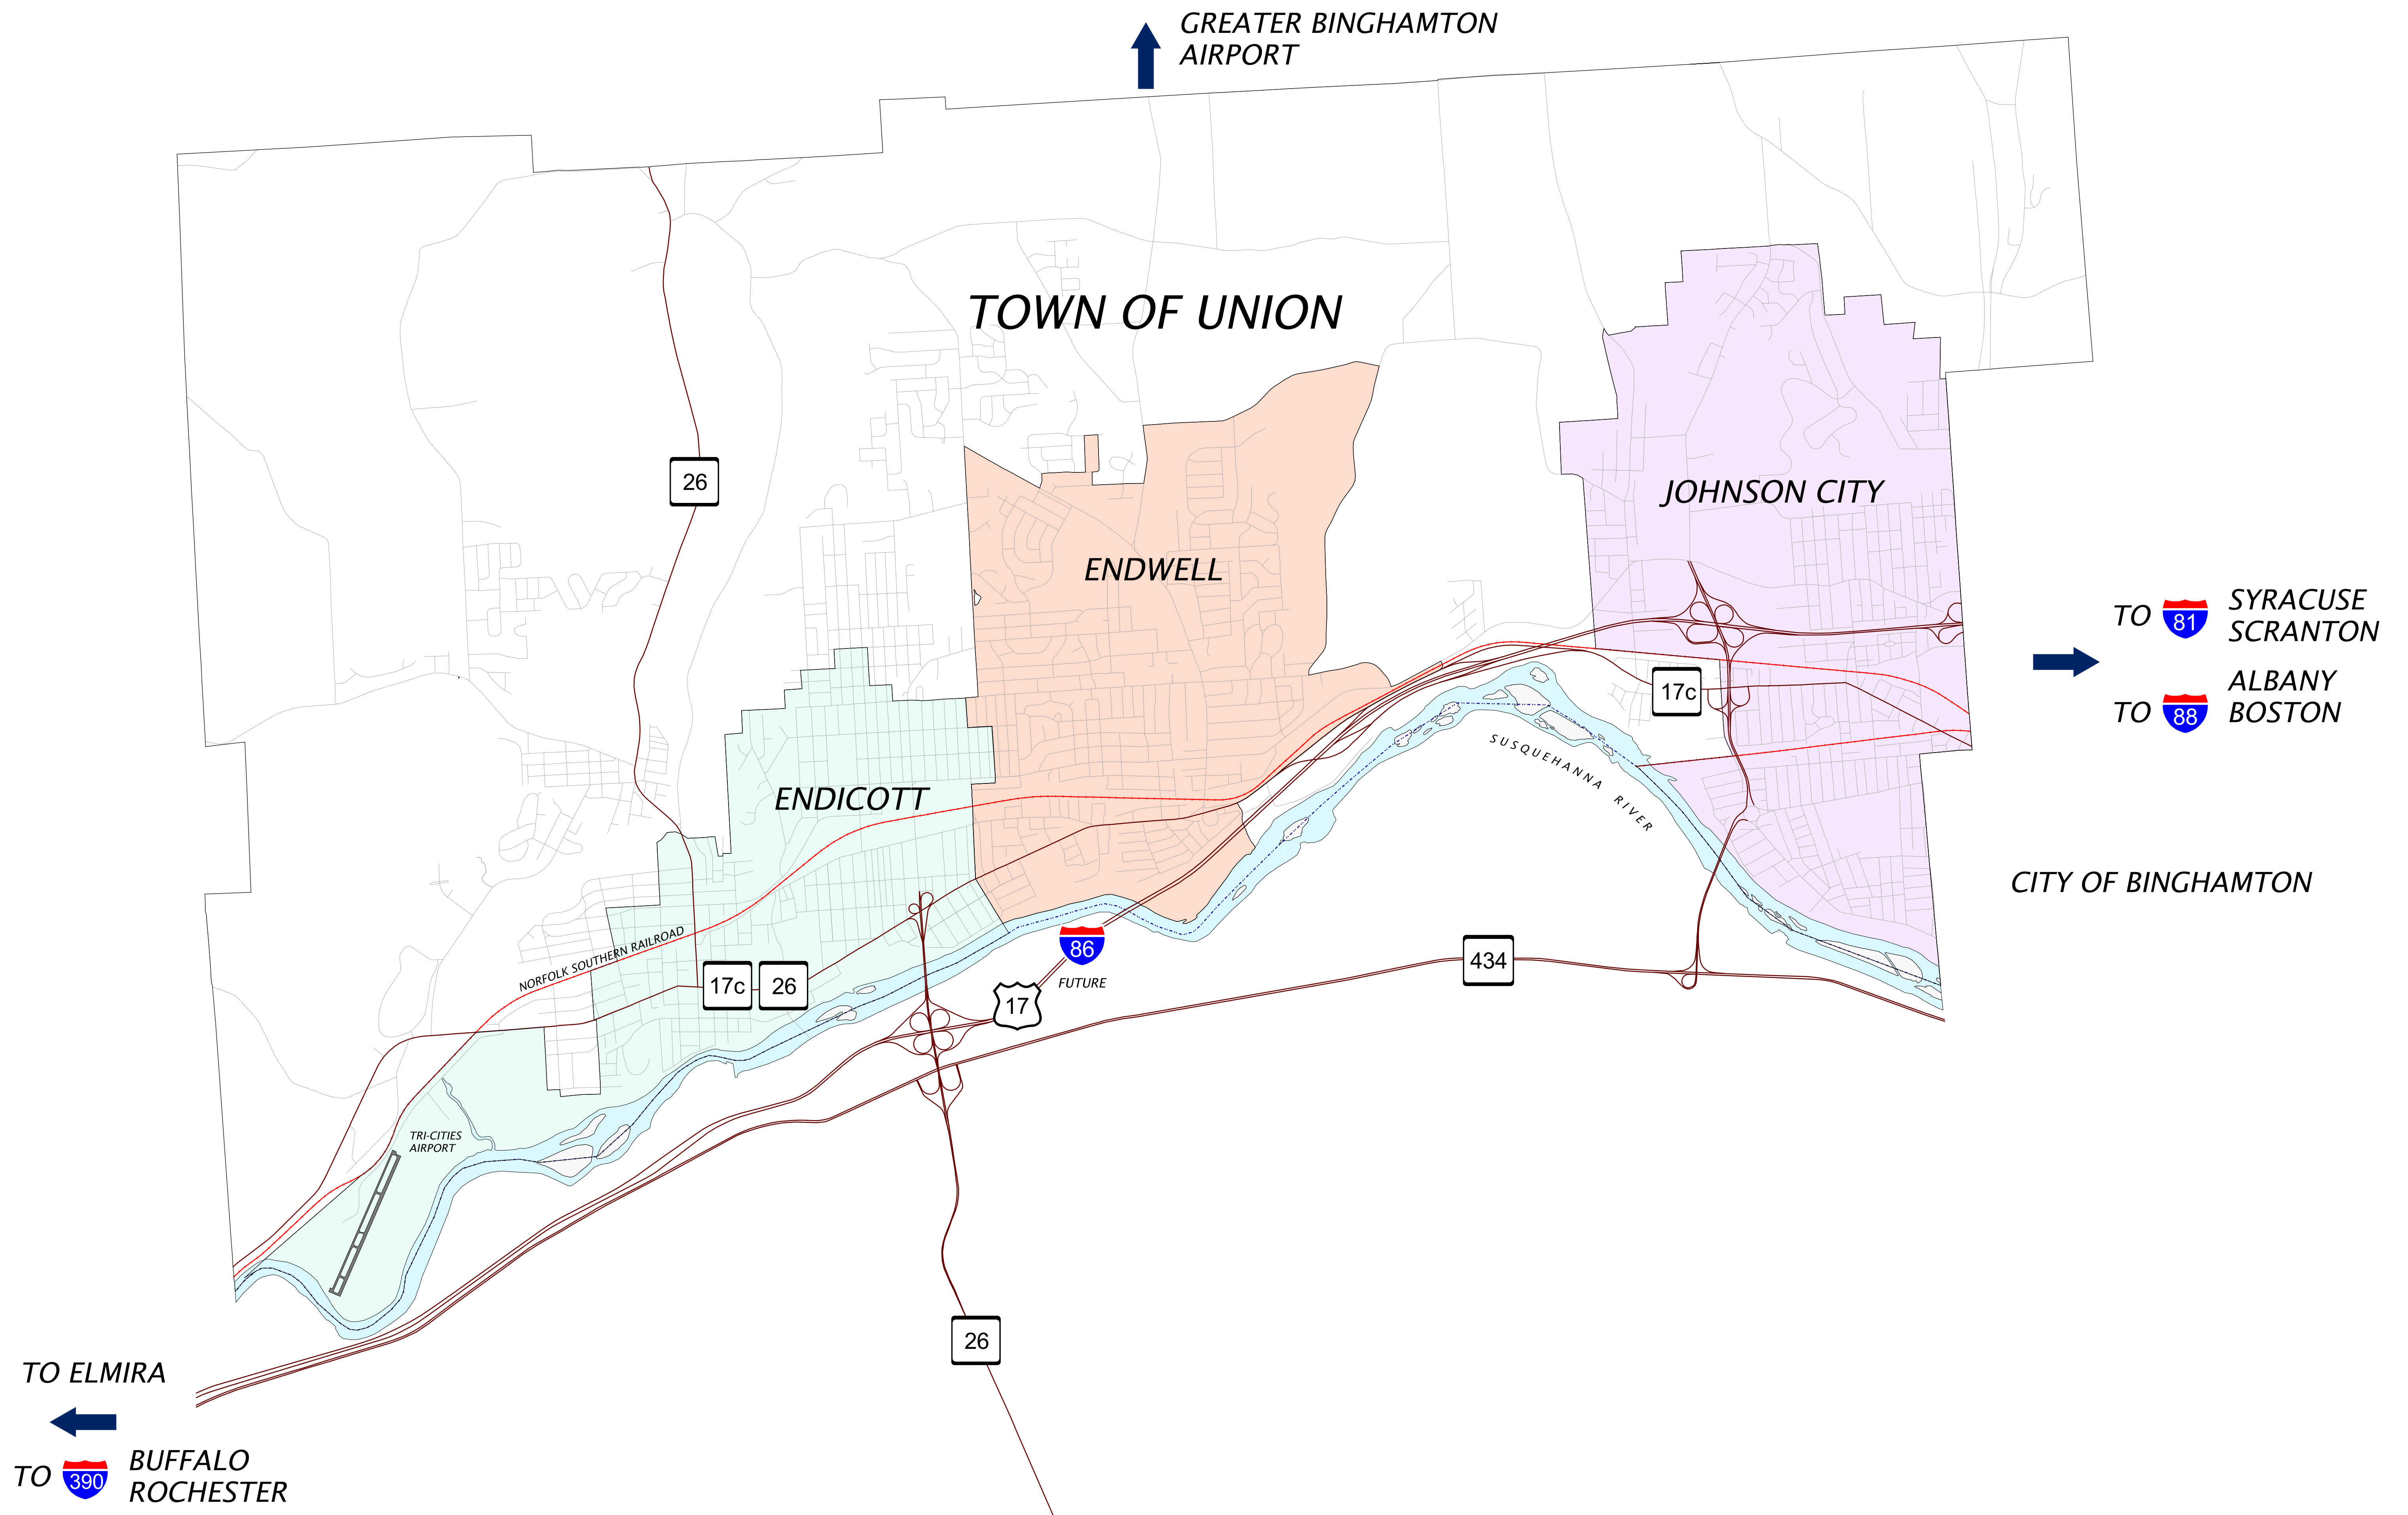 GREATER BINGHAMTON
AIRPORT
TOWN OF UNION
26
JOHNSON CITY
ENDWELL
SYRACUSE
TO 81
SCRANTON
ALBANY
TO 88
BOSTON
17c
SUSQUEHANNA RIVER
ENDICOTT
CITY OF BINGHAMTON
NORFOLK SOUTHERN RAILROAD
86
FUTURE
434
17c 26
17
TRI-CITIES
AIRPORT
26
TO ELMIRA
BUFFALO
TO 390
ROCHESTER